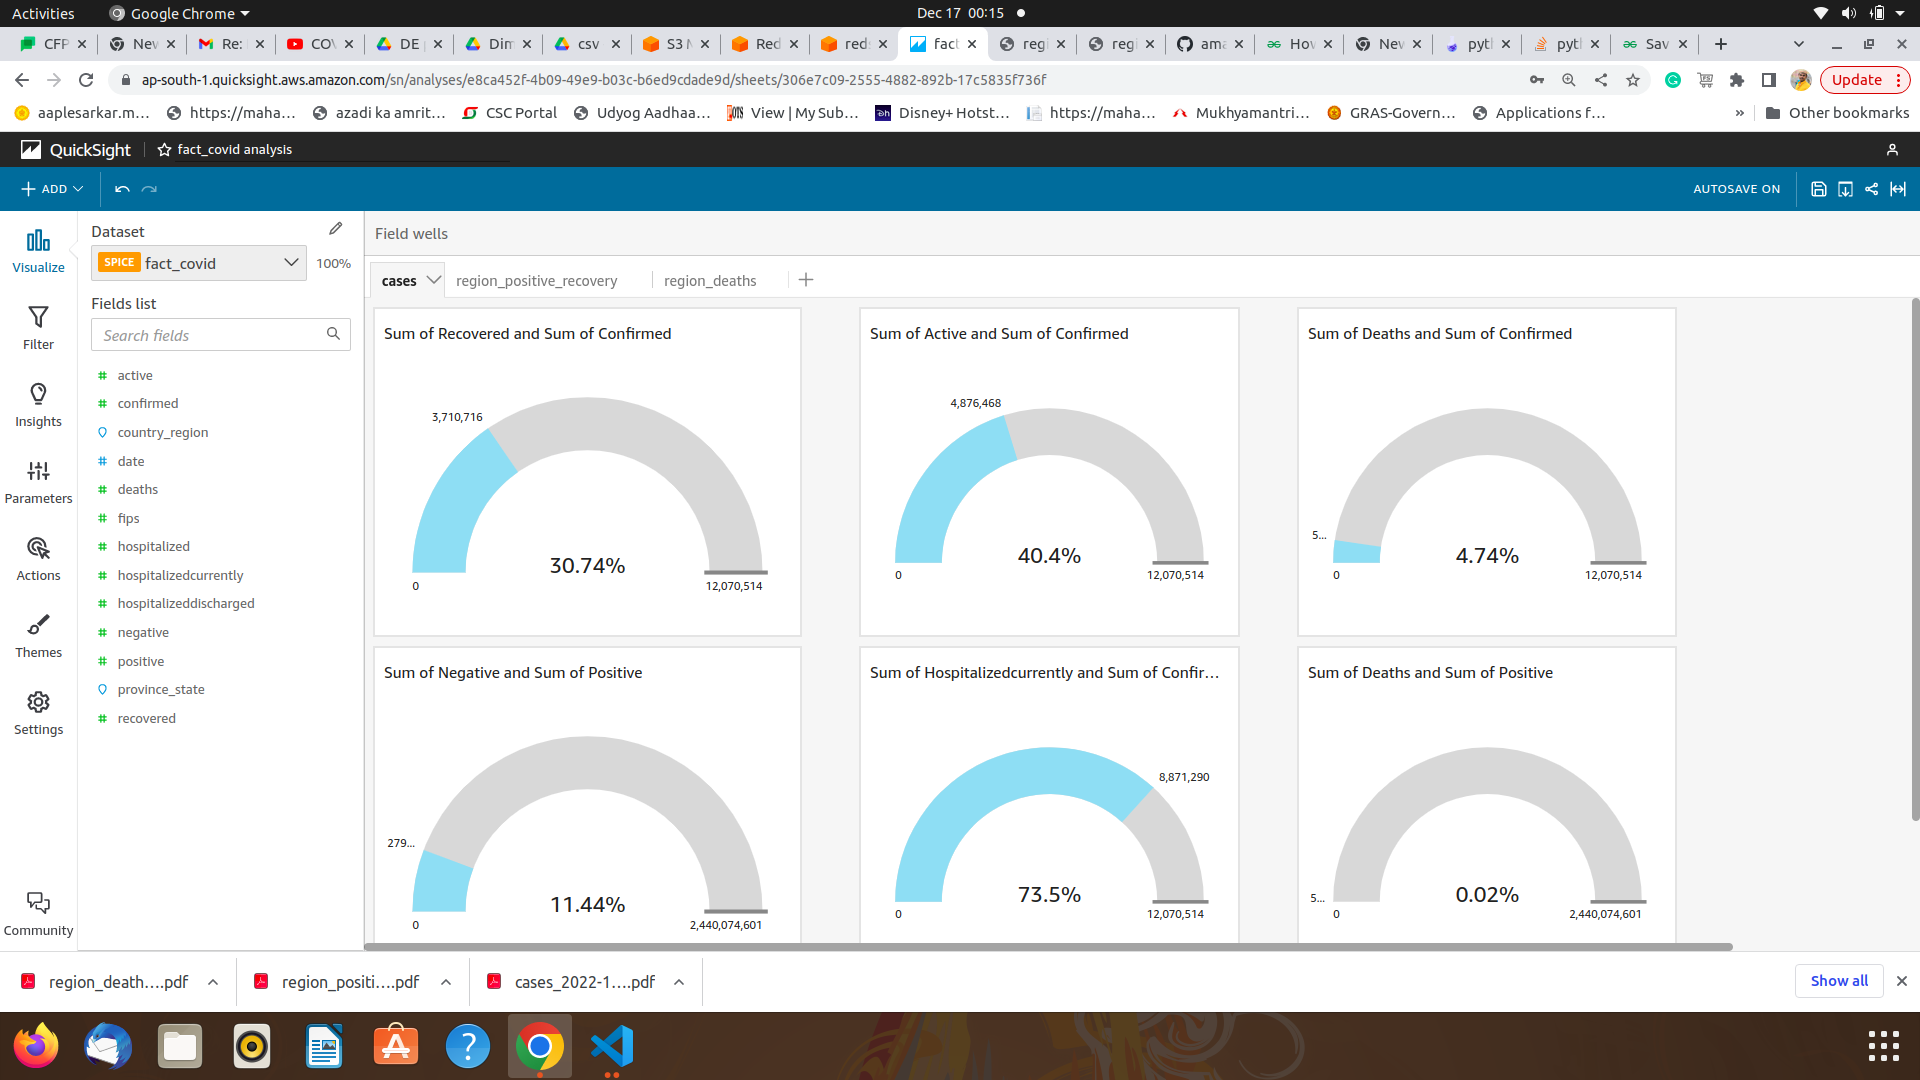 Activities
Google Chrome
Dec 17 00:15
CFP
New
Re:
COV
DE
Dim
csv
S3 M
Red
reds
fact
regi
regi
ama
How
New
pyth
pyth
Sav
ap-south-1.quicksight.aws.amazon.com/sn/analyses/e8ca452f-4b09-49e9-b03c-b6ed9cdade9d/sheets/306e7c09-2555-4882-892b-17c5835f736f
Update
aaplesarkar.m...
https://maha...
azadi ka amrit...
CSC Portal
Udyog Aadhaa...
View | My Sub...
Disney+ Hotst...
https://maha...
Mukhyamantri...
GRAS-Govern...
Applications f...
»
Other bookmarks
QuickSight
fact_covid analysis
ADD
AUTOSAVE ON
Visualize
Filter
Insights
Parameters
Actions
Themes
Settings
Community
Dataset
SPICE fact_covid
100%
Fields list
Search fields
active
confirmed
country_region
date
deaths
fips
hospitalized
hospitalizedcurrently
hospitalizeddischarged
negative
positive
province_state
recovered
Field wells
cases
region_positive_recovery
region_deaths
Sum of Recovered and Sum of Confirmed
3,710,716
30.74%
0
12,070,514
Sum of Active and Sum of Confirmed
4,876,468
40.4%
0
12,070,514
Sum of Deaths and Sum of Confirmed
5...
4.74%
0
12,070,514
Sum of Negative and Sum of Positive
279...
11.44%
0
2,440,074,601
Sum of Hospitalizedcurrently and Sum of Confir...
8,871,290
73.5%
0
12,070,514
Sum of Deaths and Sum of Positive
5...
0.02%
0
2,440,074,601
region_death....pdf
region_positi....pdf
cases_2022-1....pdf
Show all